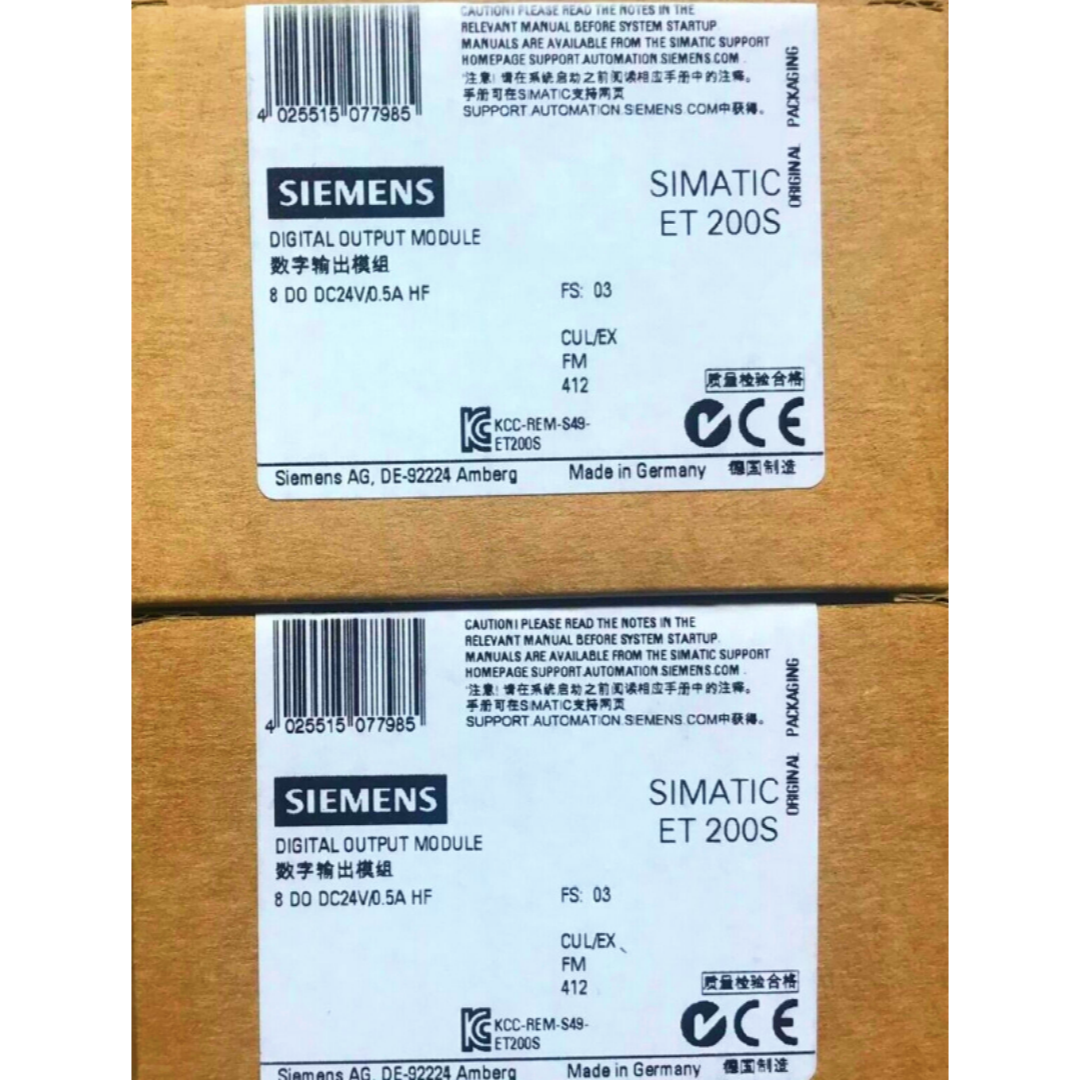 CAUTION! PLEASE READ THE NOTES IN THE
RELEVANT MANUAL BEFORE SYSTEM STARTUP
MANUALS ARE AVAILABLE FROM THE SIMATIC SUPPORT
HOMEPAGE SUPPORT.AUTOMATION.SIEMENS.COM .
"注意! 请在系统启动之前阅读相应手册中的注释。
手册可在SIMATIC支持网页
SUPPORT.AUTOMATION.SIEMENS.COM中获得。
ORIGINAL PACKAGING
4 025515 077985
SIEMENS
SIMATIC
ET 200S
DIGITAL OUTPUT MODULE
数字输出模组
8 DO DC24V/0.5A HF
FS: 03
CUL/EX
FM
412
质量检验合格
KCC-REM-S49-
ET200S
CE
Siemens AG, DE-92224 Amberg
Made in Germany
德国制造
CAUTION! PLEASE READ THE NOTES IN THE
RELEVANT MANUAL BEFORE SYSTEM STARTUP.
MANUALS ARE AVAILABLE FROM THE SIMATIC SUPPORT
HOMEPAGE SUPPORT.AUTOMATION.SIEMENS.COM .
"注意! 请在系统启动之前阅读相应手册中的注释。
手册可在SIMATIC支持网页
SUPPORT.AUTOMATION.SIEMENS.COM中获得。
ORIGINAL PACKAGING
4 025515 077985
SIEMENS
SIMATIC
ET 200S
DIGITAL OUTPUT MODULE
数字输出模组
8 DO DC24V/0.5A HF
FS: 03
CUL/EX
FM
412
质量检验合格
KCC-REM-S49-
ET200S
CE
Siemens AG, DE-92224 Amberg
Made in Germany
德国制造